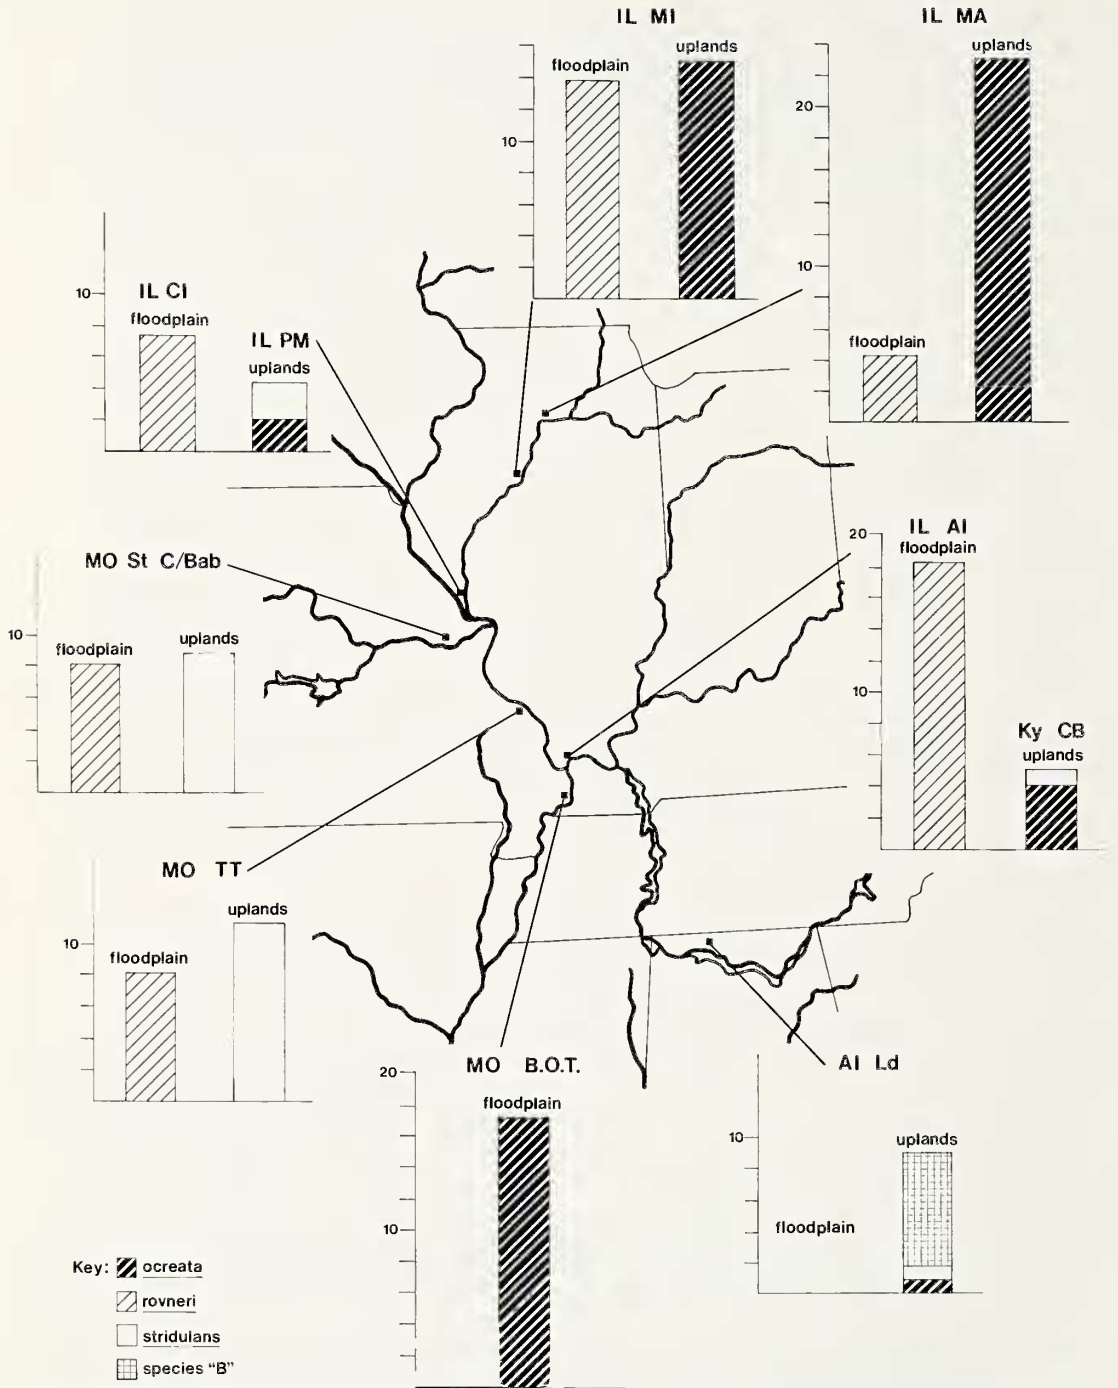 IL MI
IL MA
uplands
floodplain
10
uplands
20
10
floodplain
10
IL CI
floodplain
IL PM
uplands
20
IL AI
floodplain
10
Ky CB
uplands
MO St C/Bab
10
floodplain
uplands
MO TT
uplands
10
floodplain
MO B.O.T.
20
floodplain
10
Al Ld
10
uplands
floodplain
Key:
ocreata
rovneri
stridulans
species "B"